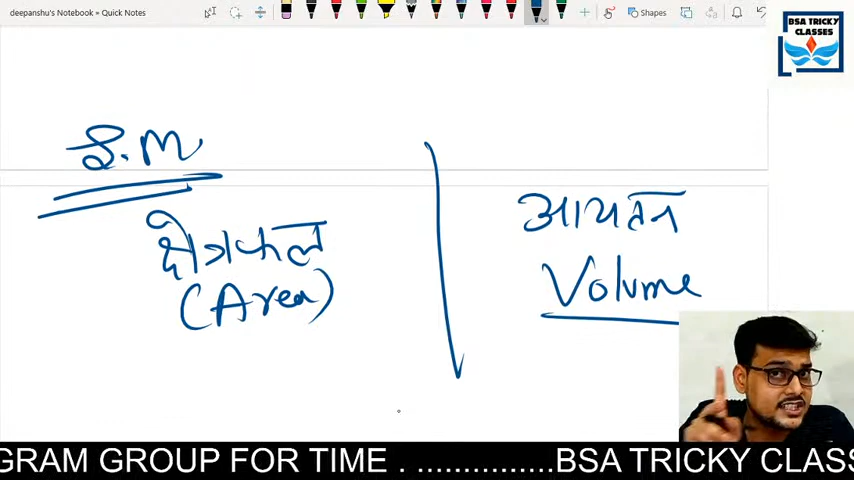 deepanshu's Notebook = Quick Notes
Shapes
BSA TRICKY
CLASSES
क्षेत्रफल
(Area)
आयतन
Volume
GRAM GROUP FOR TIME . ...............BSA TRICKY CLASS